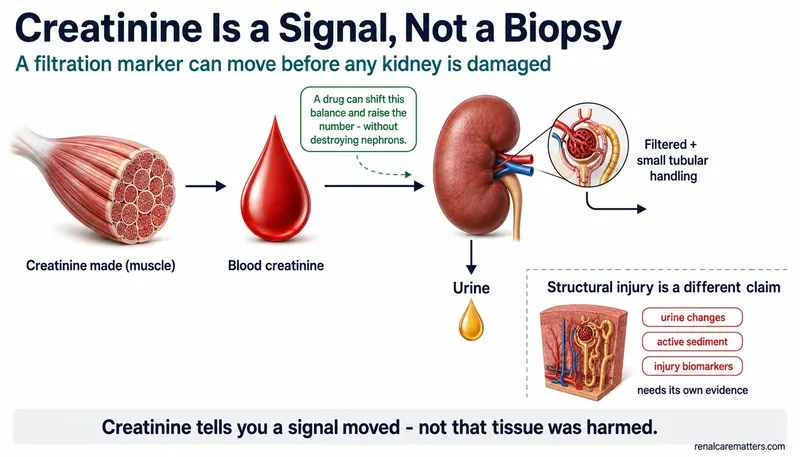 Creatinine Is a Signal, Not a Biopsy
A filtration marker can move before any kidney is damaged
A drug can shift this
balance and raise the
number - without
destroying nephrons.
Filtered +
small tubular
handling
Creatinine made (muscle)
Blood creatinine
Urine
Structural injury is a different claim
urine changes
active sediment
injury biomarkers
needs its own evidence
Creatinine tells you a signal moved - not that tissue was harmed.
renalcarematters.com